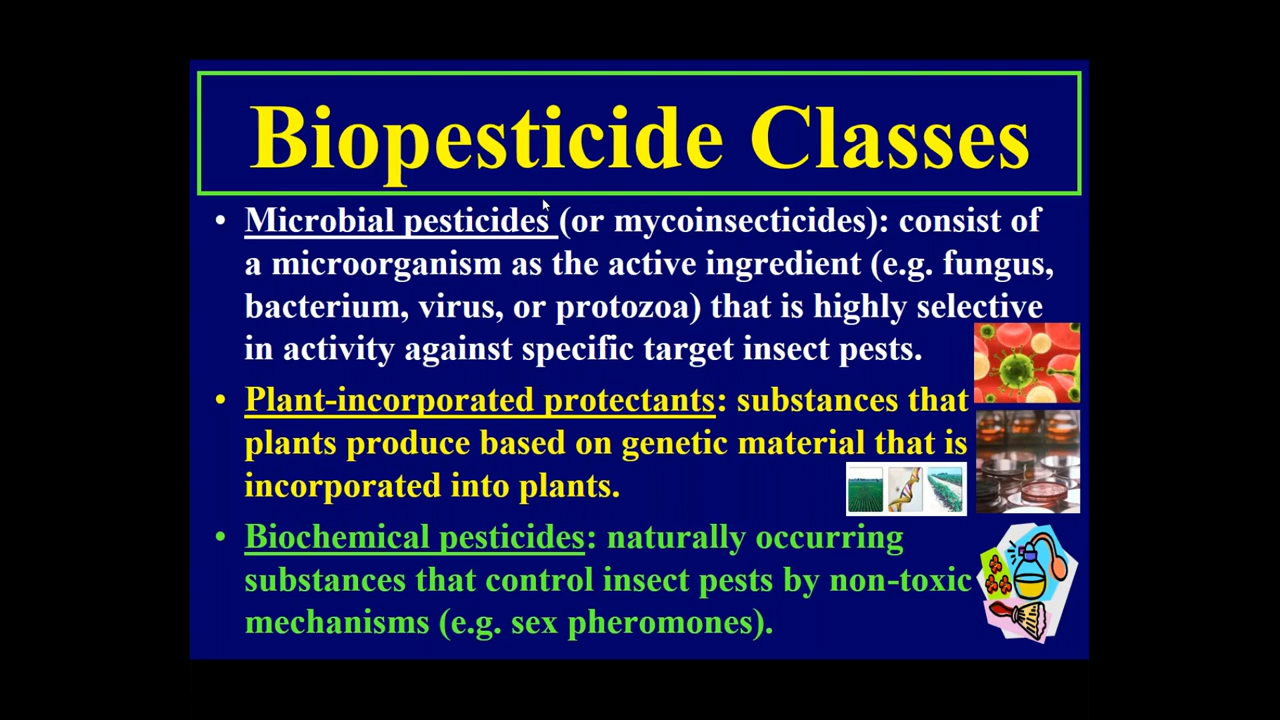 Biopesticide Classes
• Microbial pesticides (or mycoinsecticides): consist of
a microorganism as the active ingredient (e.g. fungus,
bacterium, virus, or protozoa) that is highly selective
in activity against specific target insect pests.
• Plant-incorporated protectants: substances that
plants produce based on genetic material that is
incorporated into plants.
• Biochemical pesticides: naturally occurring
substances that control insect pests by non-toxic
mechanisms (e.g. sex pheromones).